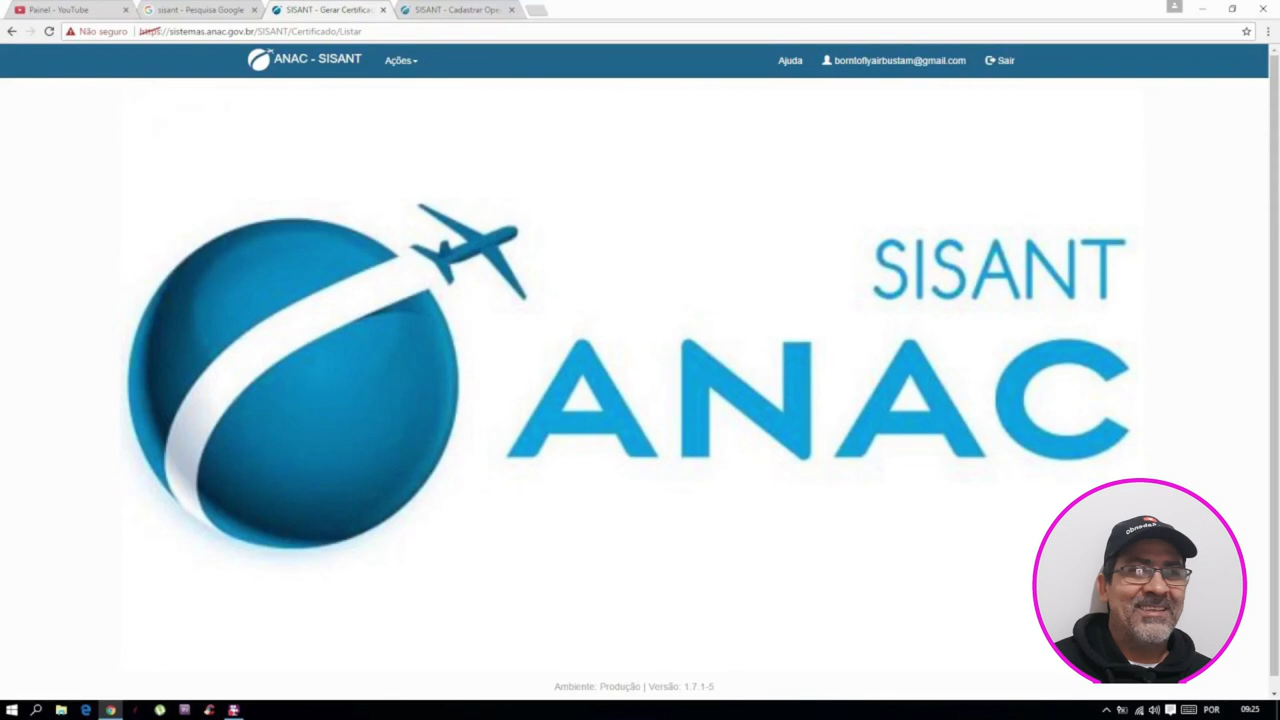 Painel - YouTube
sisant - Pesquisa Google
SISANT - Gerar Certifica
SISANT - Cadastrar Ope
Não seguro
https://sistemas.anac.gov.br/SISANT/Certificado/Listar
ANAC - SISANT
Ações
Ajuda
borntoflyairbustam@gmail.com
Sair
SISANT
ANAC
Ambiente: Produção | Versão: 1.7.1-5
POR
09:25